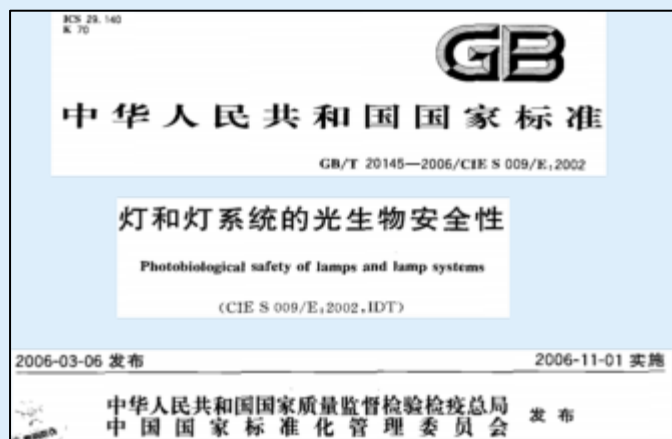 ICS 29.140
K 70
GB
中华人民共和国国家标准
GB/T 20145—2006/CIE S 009/E:2002
灯和灯系统的光生物安全性
Photobiological safety of lamps and lamp systems
(CIE S 009/E:2002,IDT)
2006-03-06 发布 2006-11-01 实施
中华人民共和国国家质量监督检验检疫总局
中国国家标准化管理委员会 发布